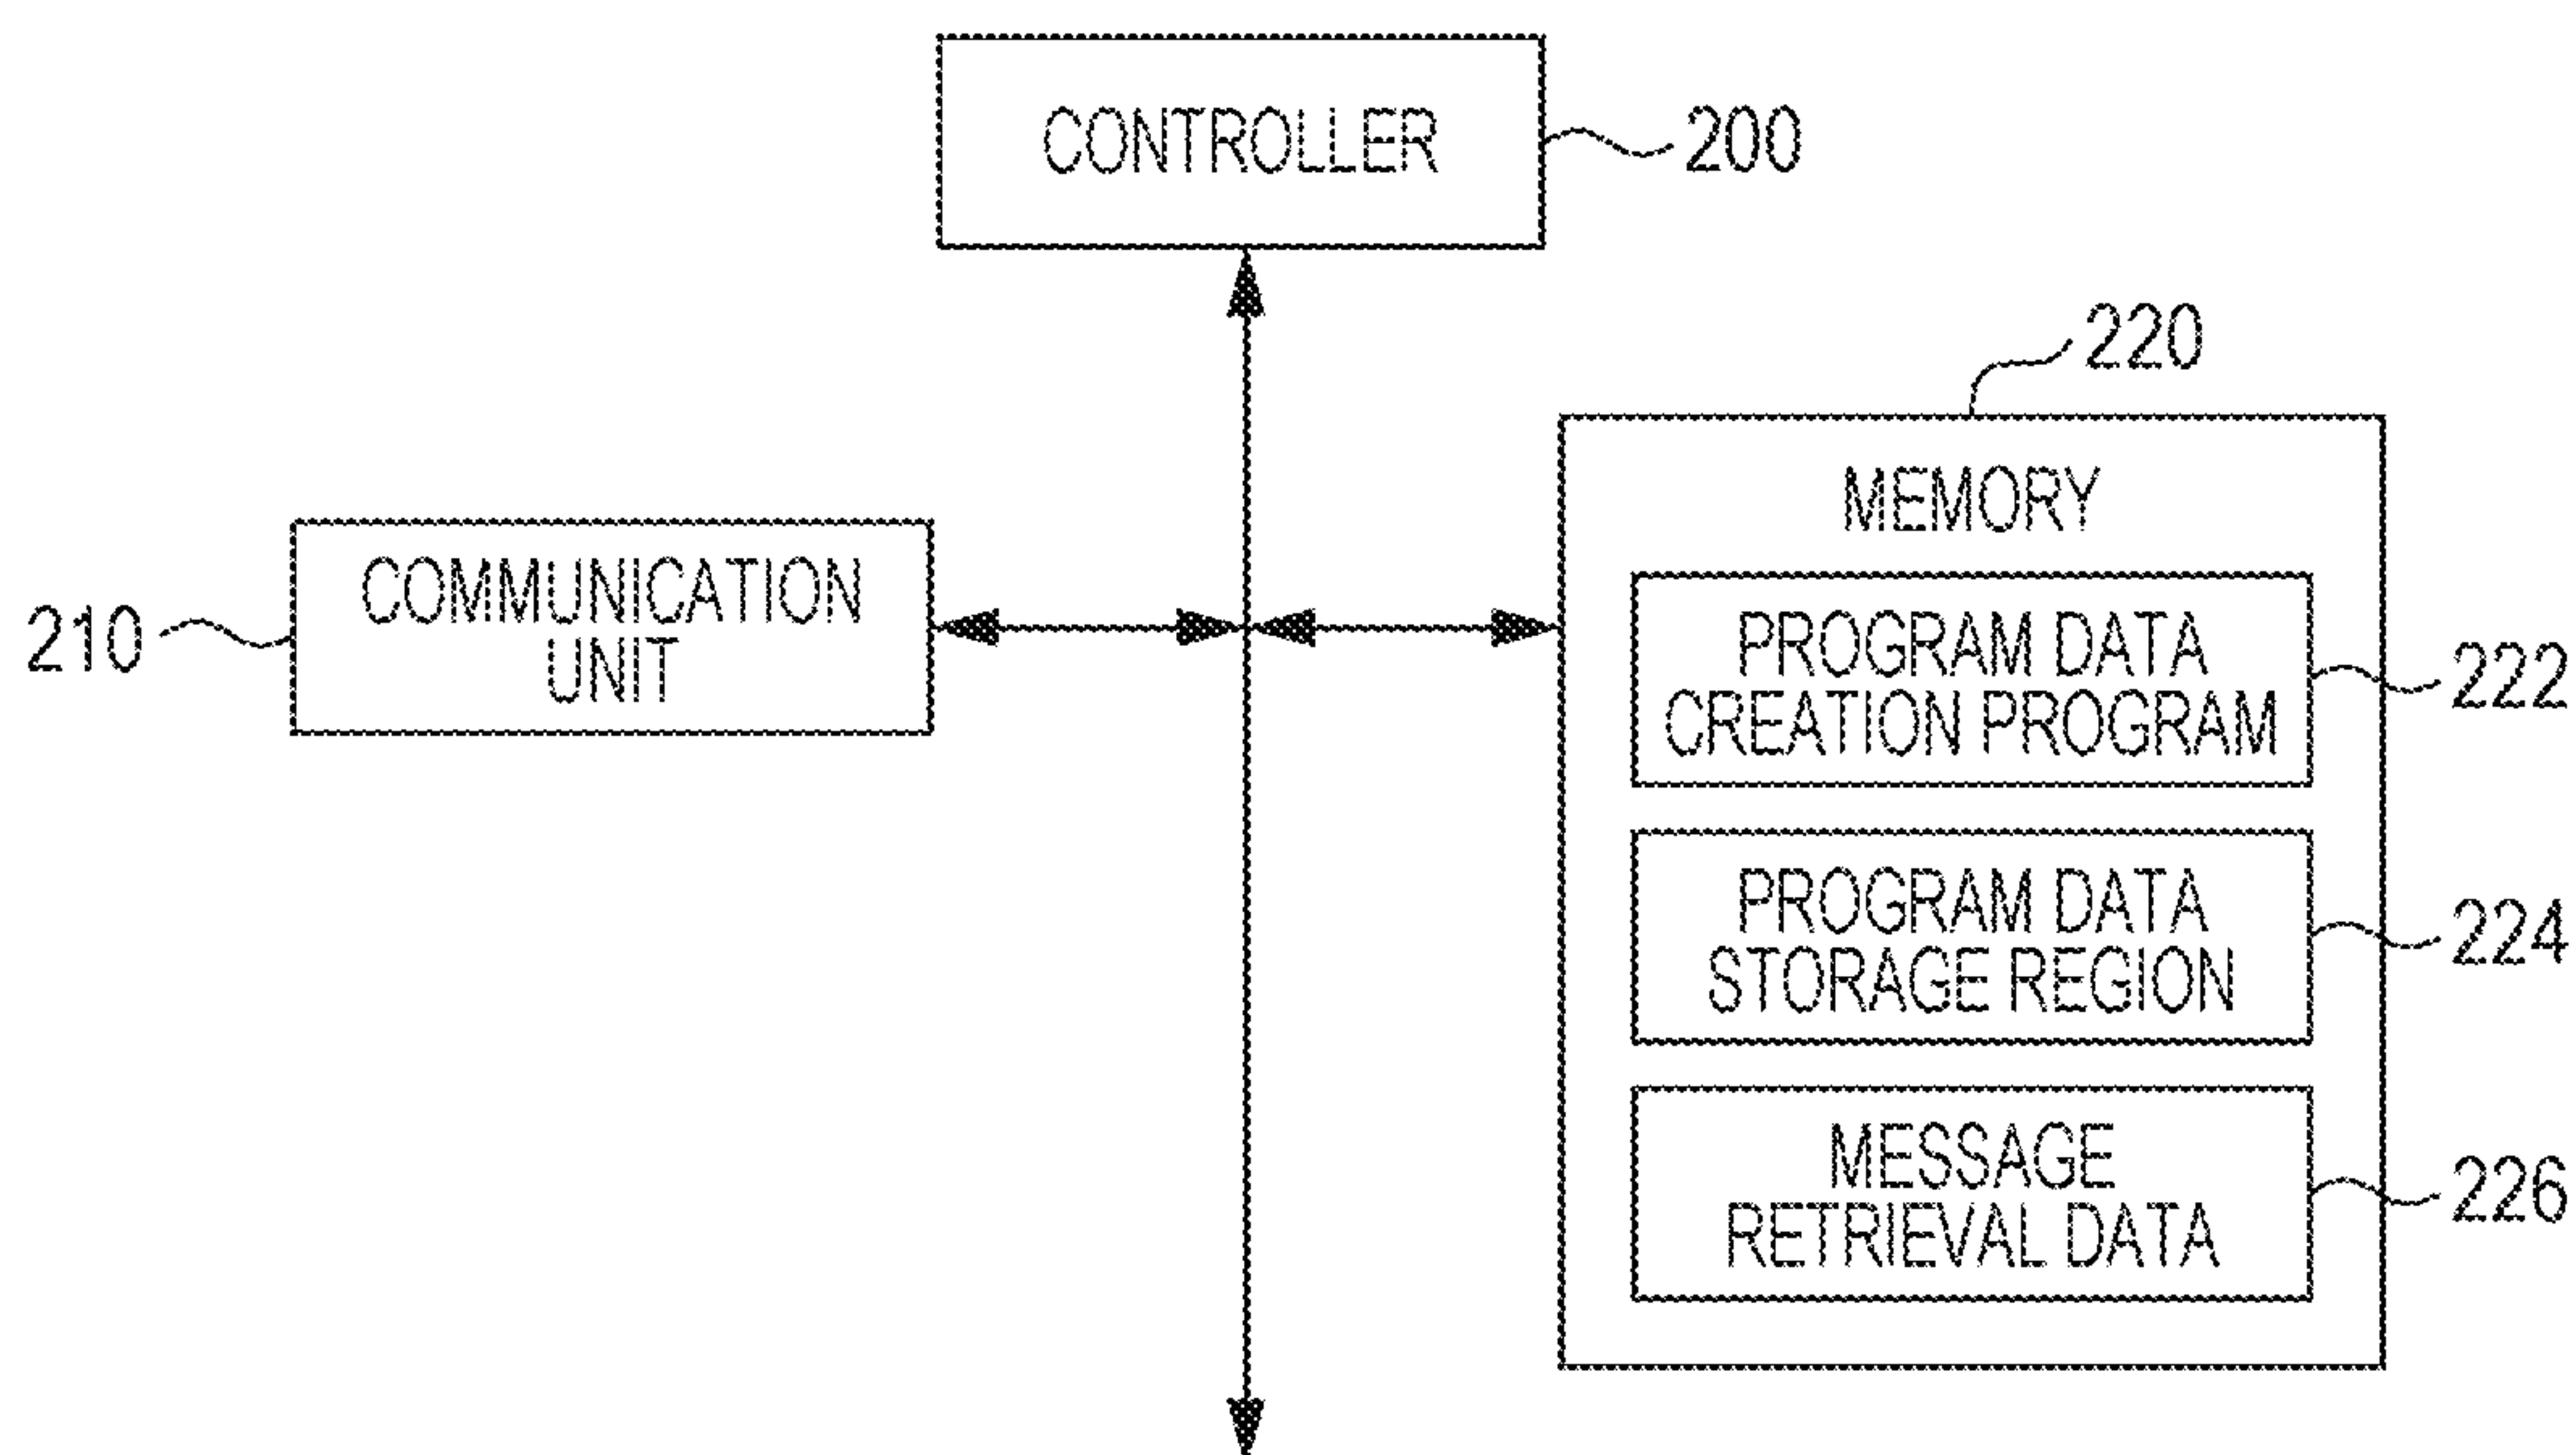 CONTROLLER
200
220
MEMORY
COMMUNICATION
UNIT
210
PROGRAM DATA
CREATION PROGRAM
222
PROGRAM DATA
STORAGE REGION
224
MESSAGE
RETRIEVAL DATA
226